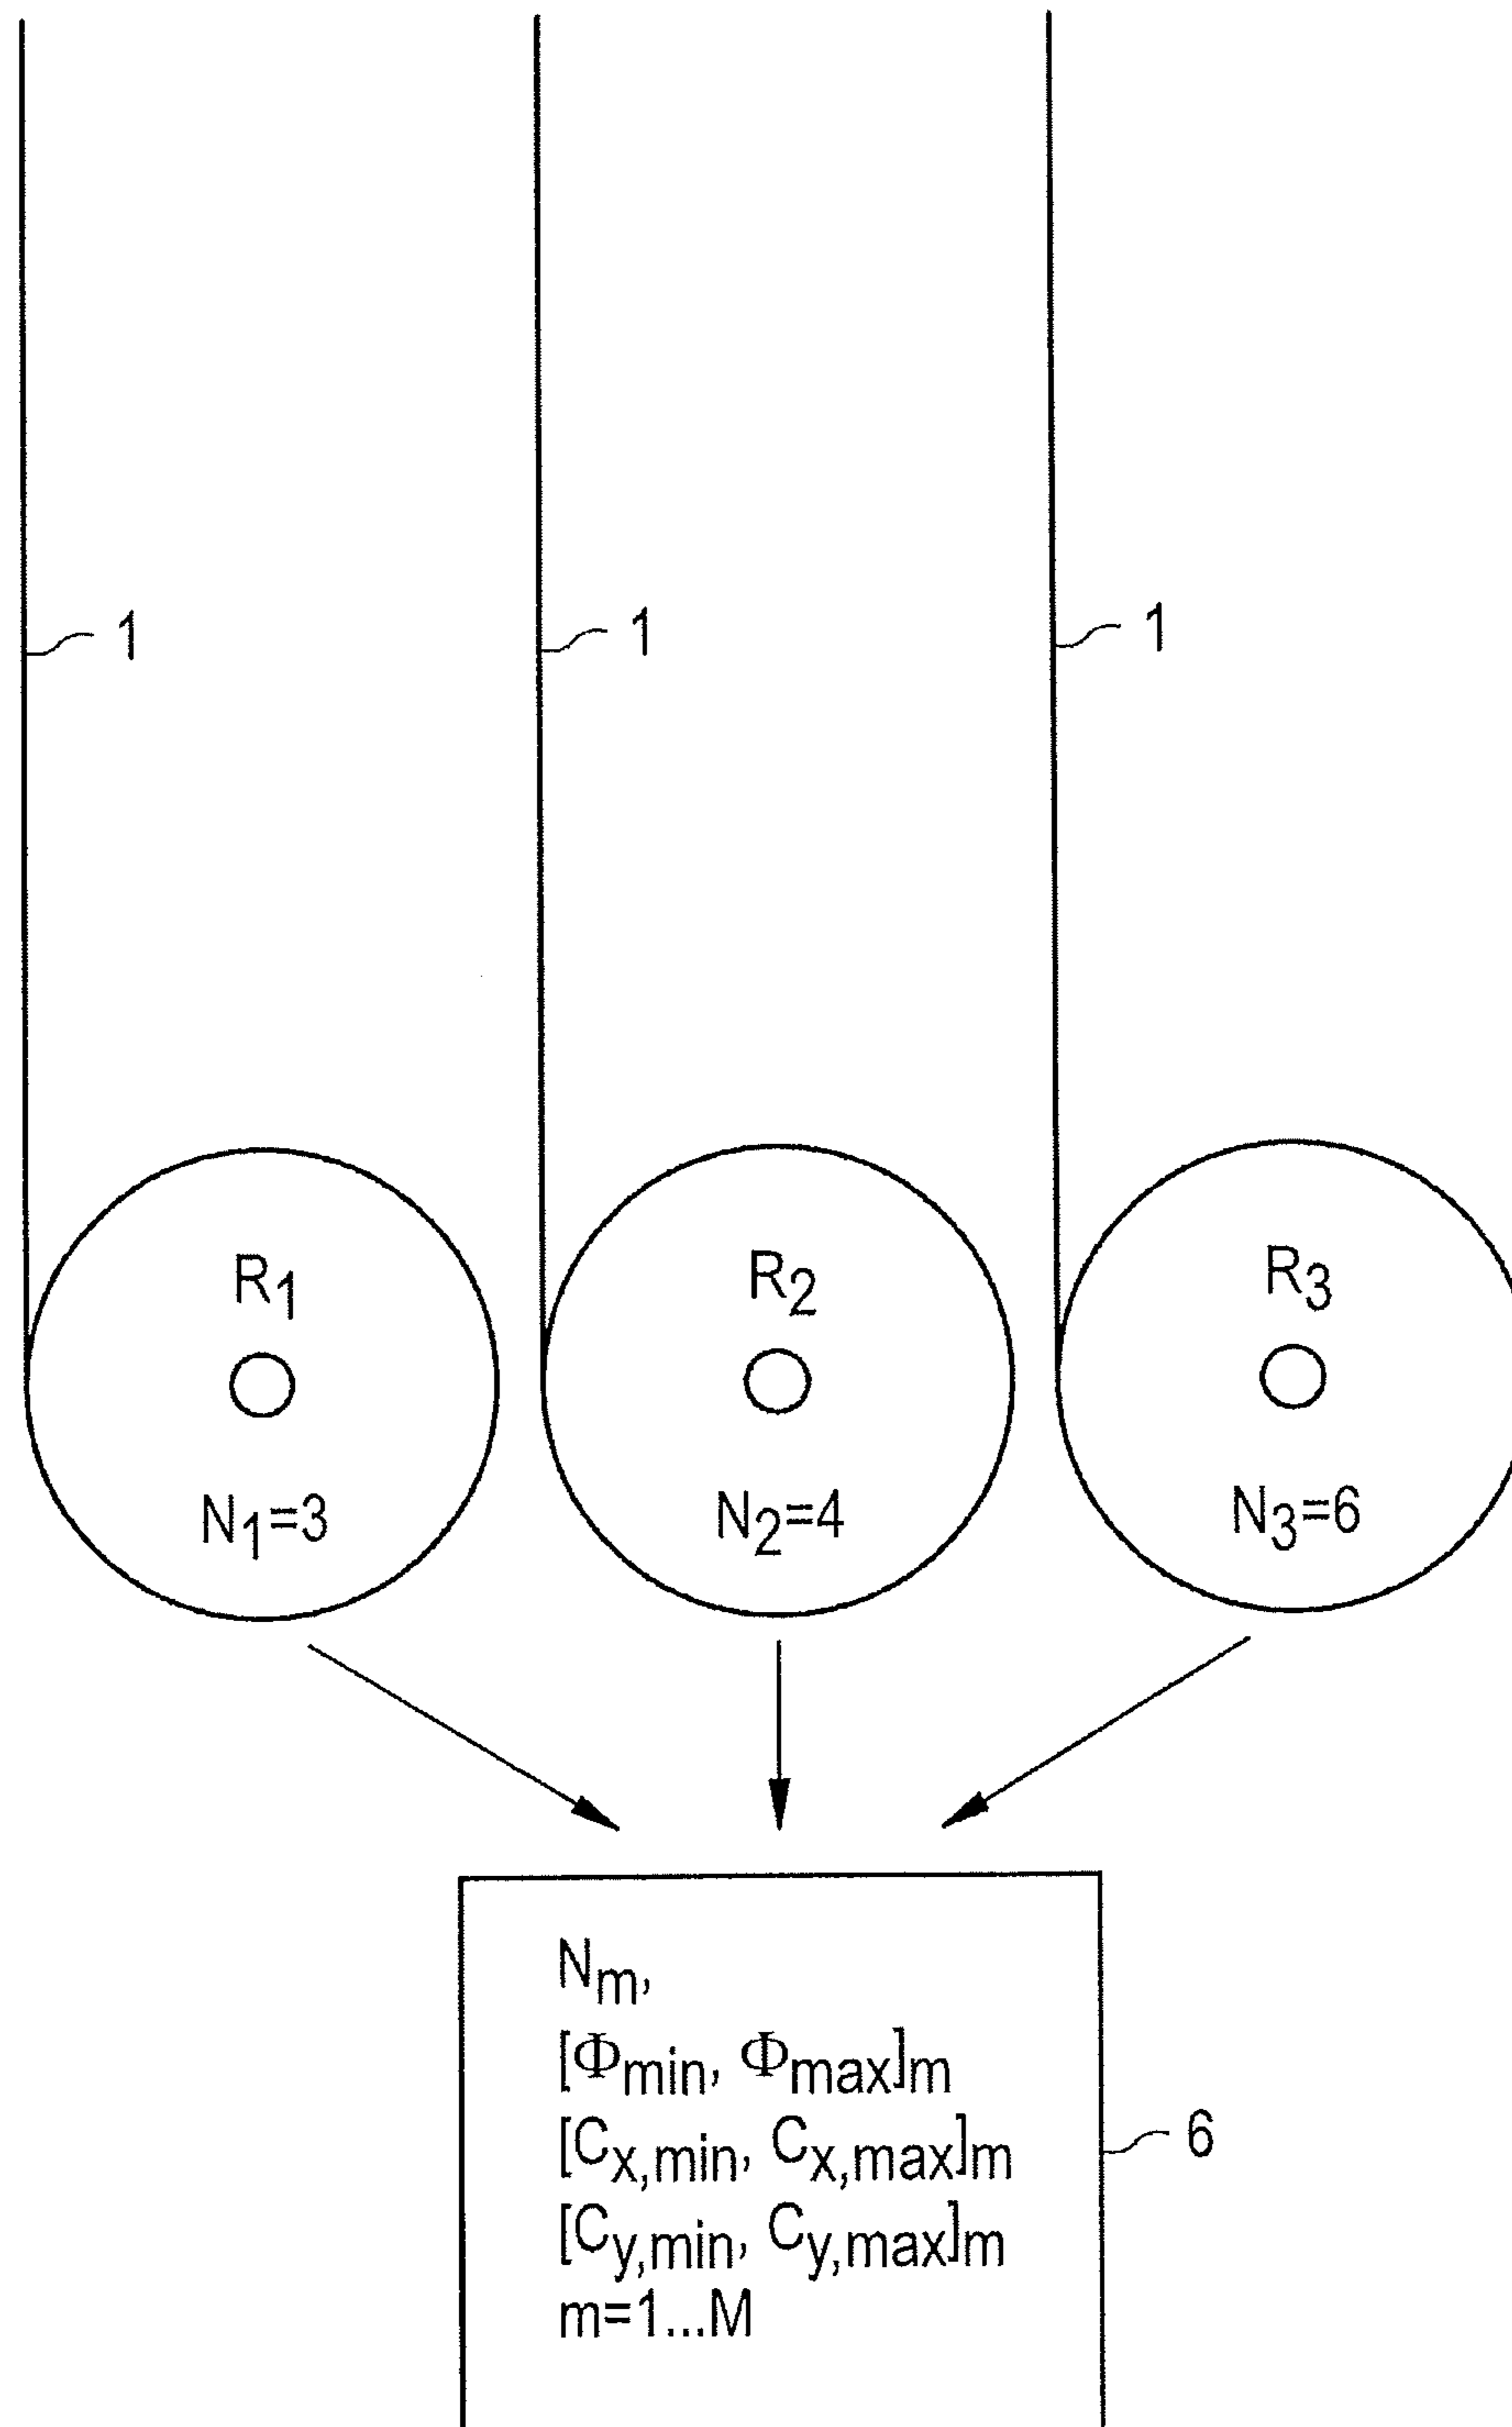 1 1 1
R1 R2 R3
N1=3 N2=4 N3=6
Nm,
[Φmin, Φmax]m
[Cx,min, Cx,max]m
[Cy,min, Cy,max]m
m=1...M
6